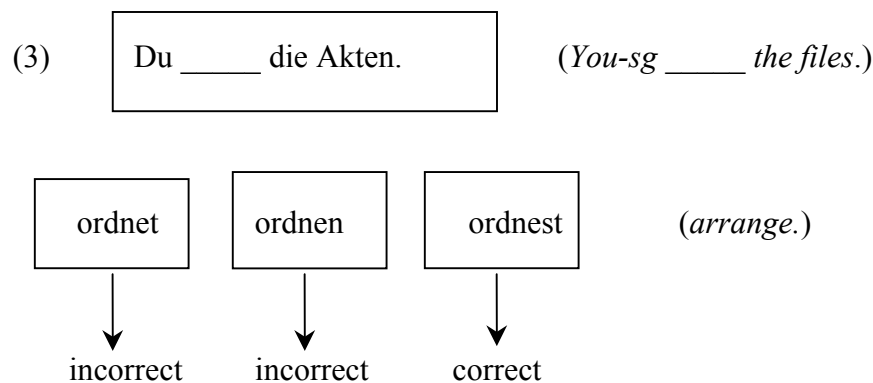 (3) Du _____ die Akten. (You-sg _____ the files.)
ordnet ordnen ordnest (arrange.)
incorrect incorrect correct